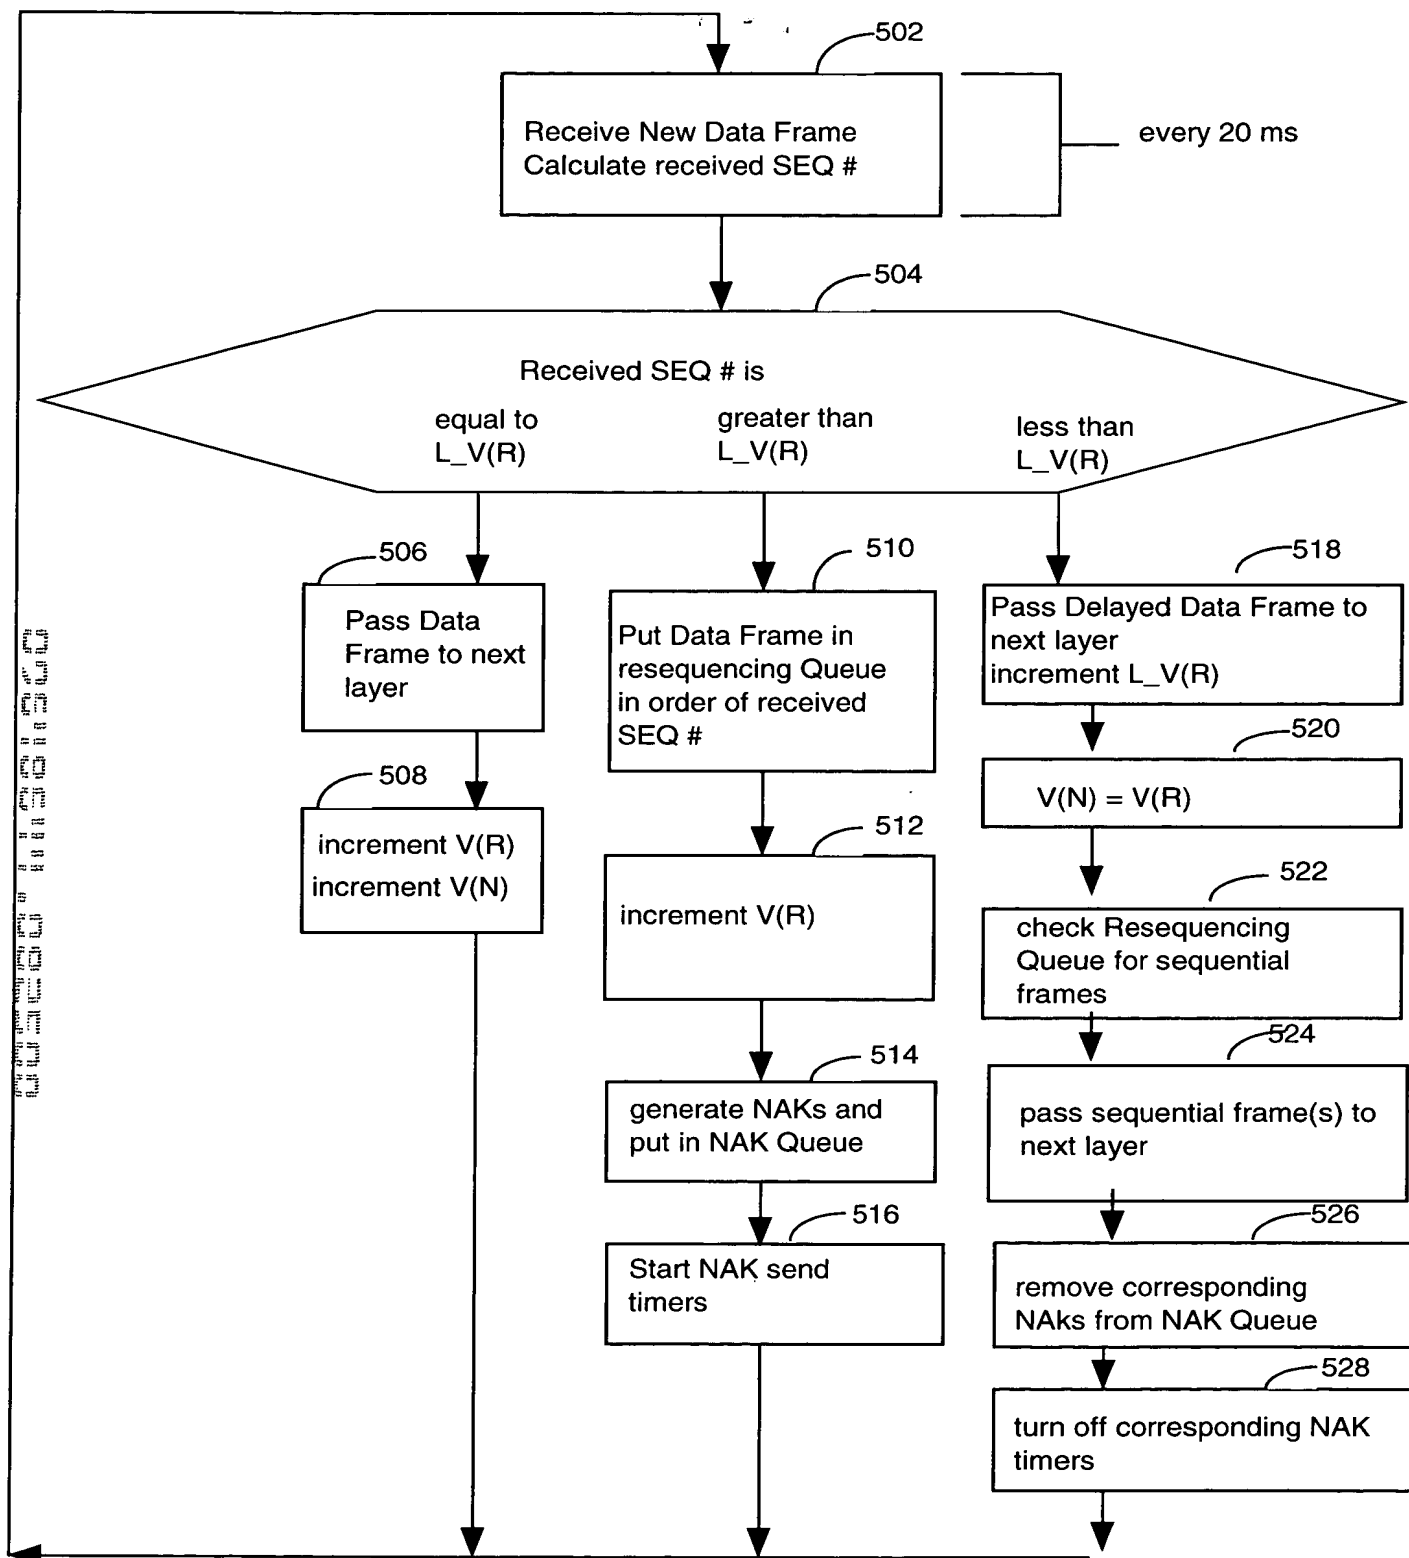 502
Receive New Data Frame
Calculate received SEQ #
every 20 ms
504
Received SEQ # is
equal to
L_V(R)
greater than
L_V(R)
less than
L_V(R)
506
Pass Data
Frame to next
layer
508
increment V(R)
increment V(N)
510
Put Data Frame in
resequencing Queue
in order of received
SEQ #
512
increment V(R)
514
generate NAKs and
put in NAK Queue
516
Start NAK send
timers
518
Pass Delayed Data Frame to
next layer
increment L_V(R)
520
V(N) = V(R)
522
check Resequencing
Queue for sequential
frames
524
pass sequential frame(s) to
next layer
526
remove corresponding
NAks from NAK Queue
528
turn off corresponding NAK
timers